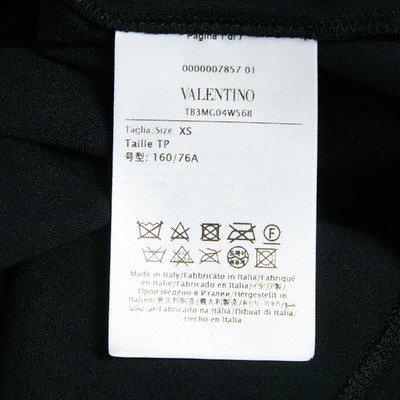 Pagina 1 di 7
0000007857 01
VALENTINO
TB3MG04W568
Taglia/Size XS
Taille TP
号型: 160/76A
F
Made in Italy/Fabbricato in Italia/Fabriqué
en Italie/Fabricado en Italia/イタリア製/
Произведено в Италии/Hergestellt in
Italien/意大利制造/義大利製造/
Fabricado na Itália/Dibuat di Italia/
Hecho en Italia